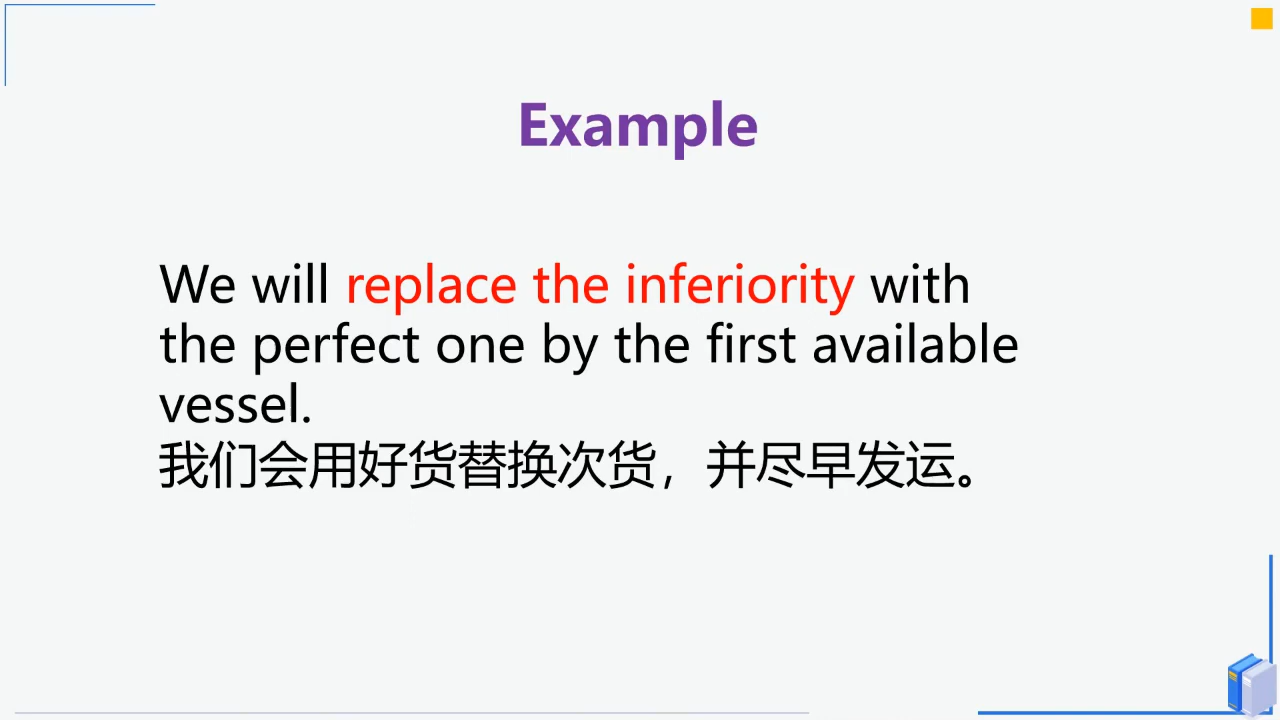 Example
We will replace the inferiority with
the perfect one by the first available
vessel.
我们会用好货替换次货，并尽早发运。